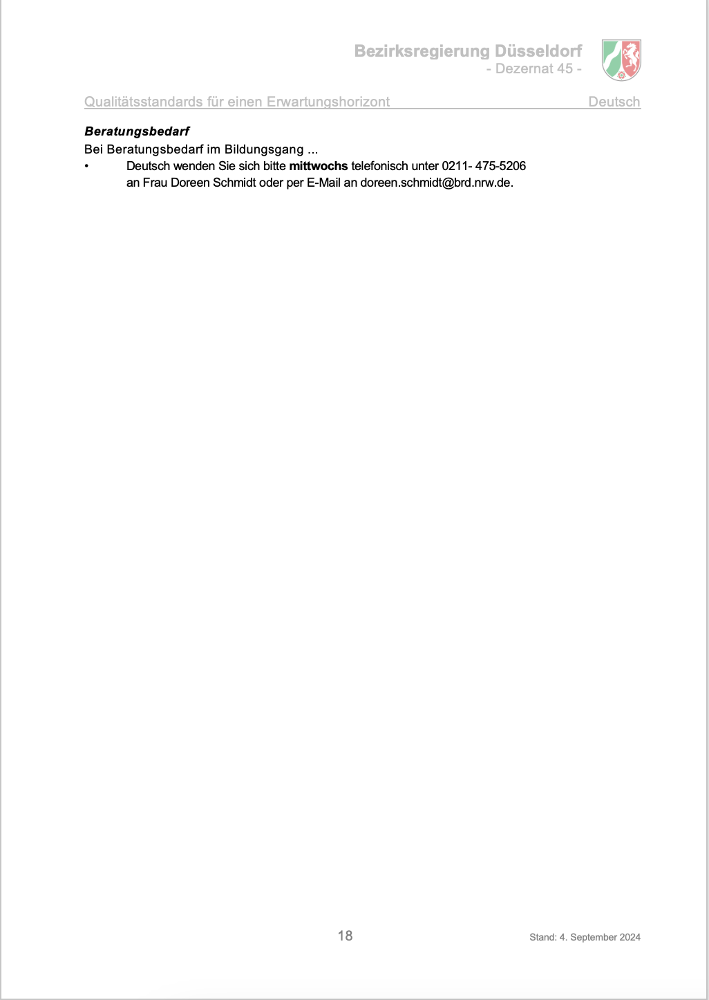 Bezirksregierung Düsseldorf
- Dezernat 45 -
Qualitätsstandards für einen Erwartungshorizont Deutsch
Beratungsbedarf
Bei Beratungsbedarf im Bildungsgang ...
• Deutsch wenden Sie sich bitte mittwochs telefonisch unter 0211- 475-5206
an Frau Doreen Schmidt oder per E-Mail an doreen.schmidt@brd.nrw.de.
18 Stand: 4. September 2024